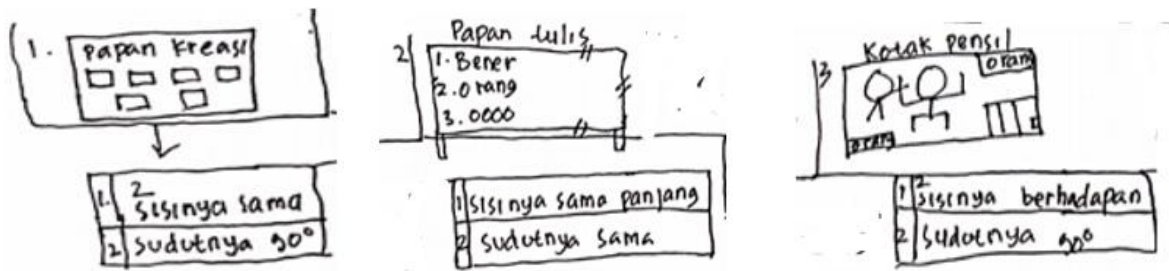 1. Papan Kreasi
1. 2 Sisinya sama
2 Sudutnya 90°
2 Papan tulis
1. Bener
2. Orang
3. 0000
1 Sisinya sama panjang
2 Sudutnya sama
3 Kotak pensil
orang
orang
1 2 Sisinya berhadapan
2 Sudutnya 90°